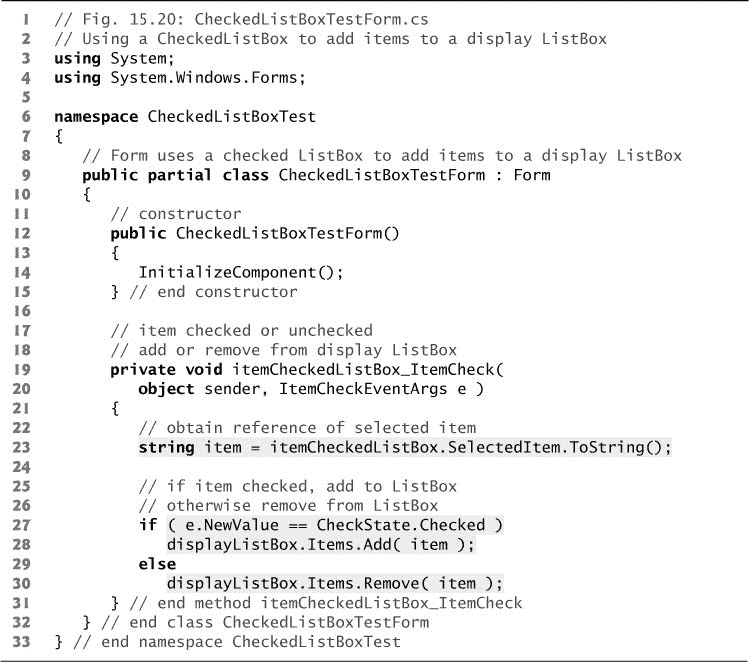 1 // Fig. 15.20: CheckedListBoxTestForm.cs
2 // Using a CheckedListBox to add items to a display ListBox
3 using System;
4 using System.Windows.Forms;
5
6 namespace CheckedListBoxTest
7 {
8    // Form uses a checked ListBox to add items to a display ListBox
9    public partial class CheckedListBoxTestForm : Form
10    {
11       // constructor
12       public CheckedListBoxTestForm()
13       {
14          InitializeComponent();
15       } // end constructor
16
17       // item checked or unchecked
18       // add or remove from display ListBox
19       private void itemCheckedListBox_ItemCheck(
20          object sender, ItemCheckEventArgs e )
21       {
22          // obtain reference of selected item
23          string item = itemCheckedListBox.SelectedItem.ToString();
24
25          // if item checked, add to ListBox
26          // otherwise remove from ListBox
27          if ( e.NewValue == CheckState.Checked )
28             displayListBox.Items.Add( item );
29          else
30             displayListBox.Items.Remove( item );
31       } // end method itemCheckedListBox_ItemCheck
32    } // end class CheckedListBoxTestForm
33 } // end namespace CheckedListBoxTest